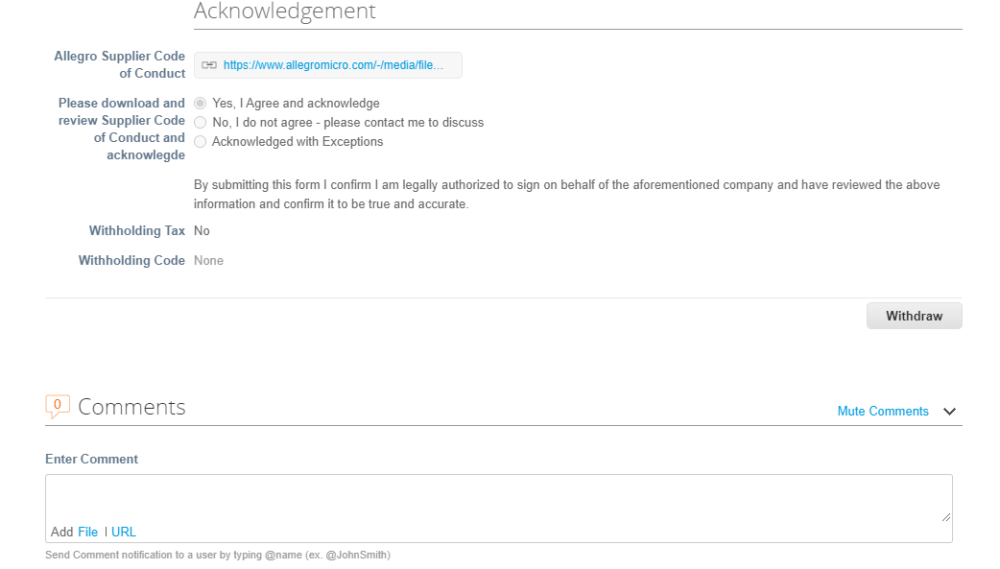 Acknowledgement
Allegro Supplier Code
of Conduct
https://www.allegromicro.com/-/media/file...
Please download and
review Supplier Code
of Conduct and
acknowlegde
Yes, I Agree and acknowledge
No, I do not agree - please contact me to discuss
Acknowledged with Exceptions
By submitting this form I confirm I am legally authorized to sign on behalf of the aforementioned company and have reviewed the above
information and confirm it to be true and accurate.
Withholding Tax No
Withholding Code None
Withdraw
0 Comments
Mute Comments
Enter Comment
Add File | URL
Send Comment notification to a user by typing @name (ex. @JohnSmith)